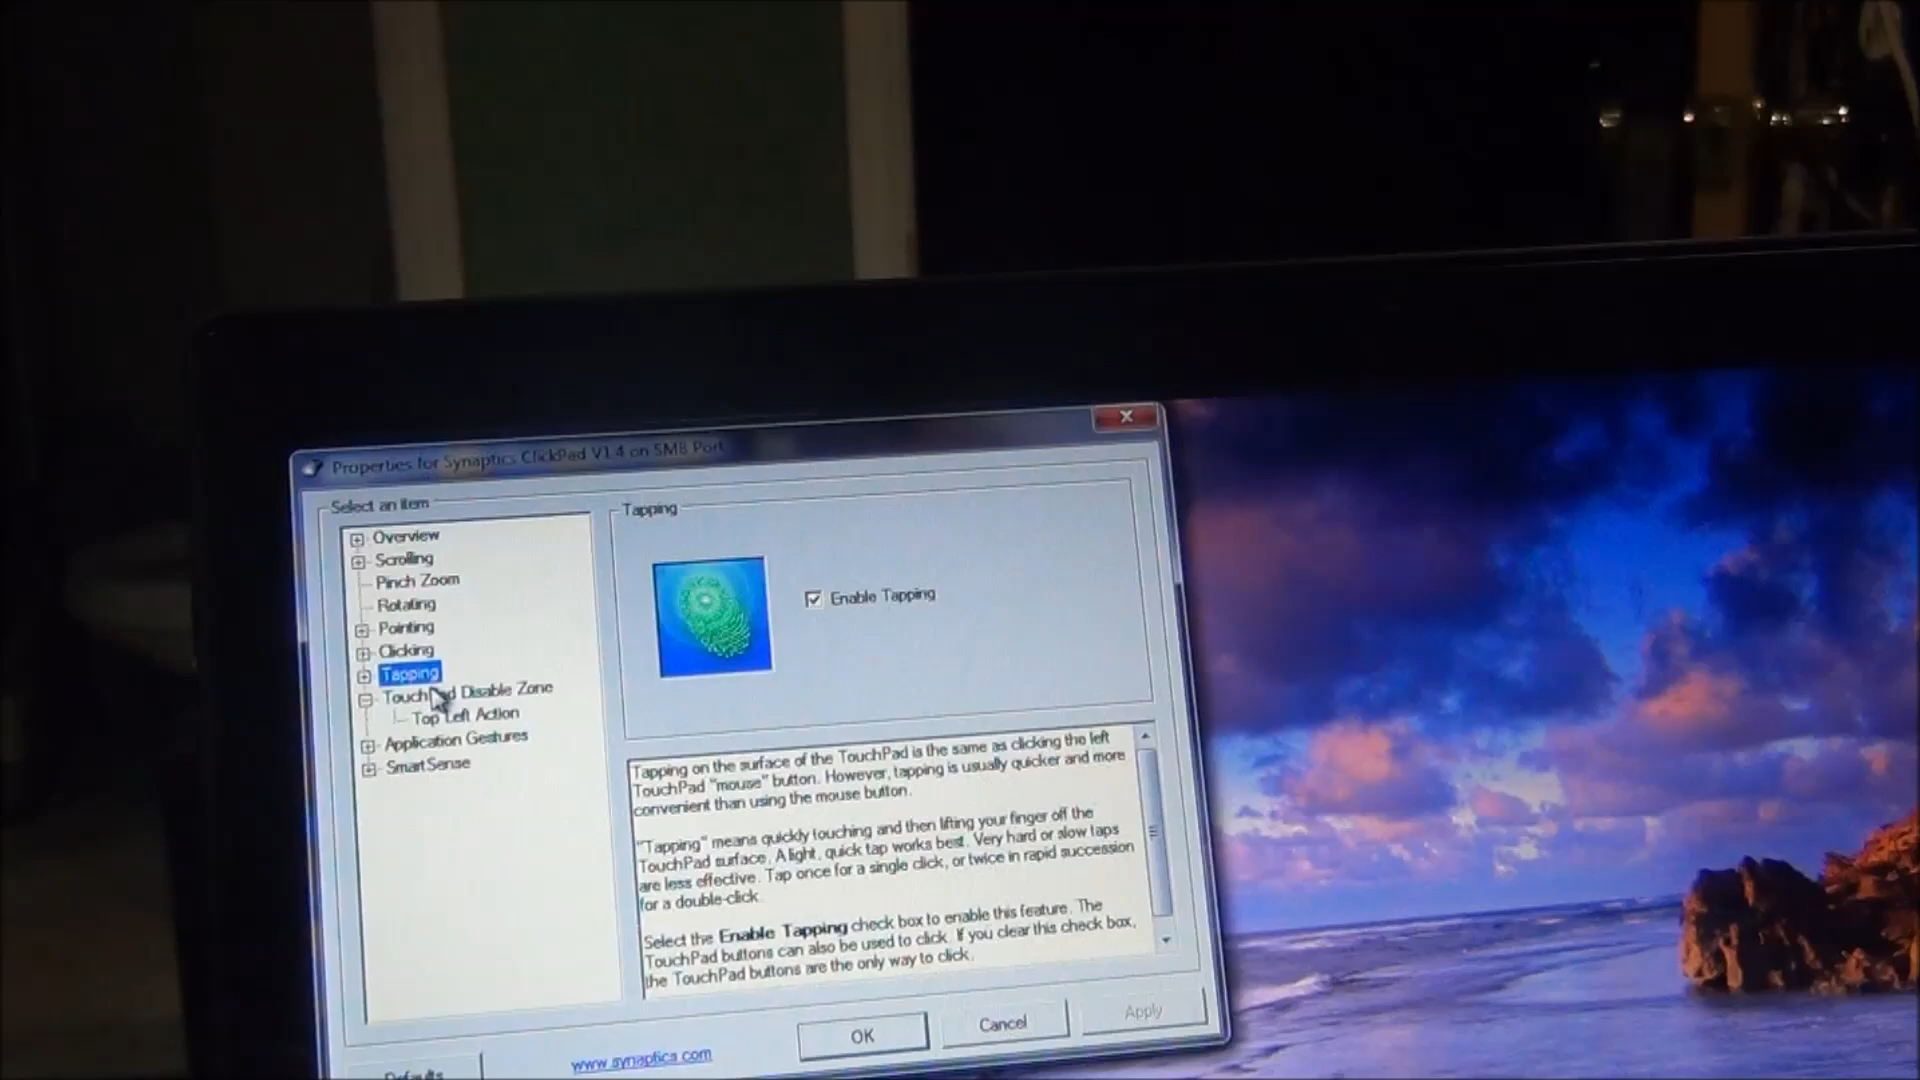 Properties for Synaptics ClickPad V1.4 on SMB Port
Select an item
Overview
Scrolling
Pinch Zoom
Rotating
Pointing
Clicking
Tapping
TouchPad Disable Zone
Top Left Action
Application Gestures
SmartSense
Tapping
Enable Tapping
Tapping on the surface of the TouchPad is the same as clicking the left
TouchPad "mouse" button. However, tapping is usually quicker and more
convenient than using the mouse button.
"Tapping" means quickly touching and then lifting your finger off the
TouchPad surface. A light, quick tap works best. Very hard or slow taps
are less effective. Tap once for a single click, or twice in rapid succession
for a double-click.
Select the Enable Tapping check box to enable this feature. The
TouchPad buttons can also be used to click. If you clear this check box,
the TouchPad buttons are the only way to click.
Defaults
www.synaptics.com
OK
Cancel
Apply